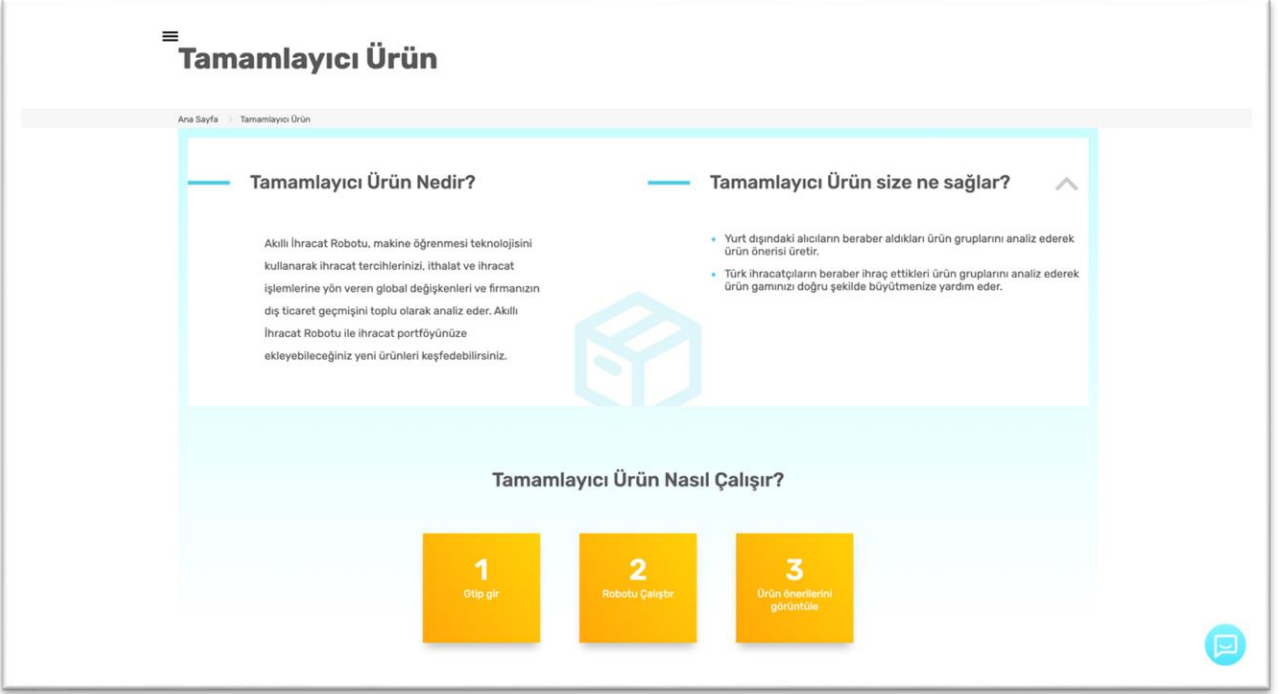 Tamamlayıcı Ürün
Ana Sayfa
Tamamlayıcı Ürün
Tamamlayıcı Ürün Nedir?
Akıllı İhracat Robotu, makine öğrenmesi teknolojisini
kullanarak ihracat tercihlerinizi, ithalat ve ihracat
işlemlerine yön veren global değişkenleri ve firmanızın
dış ticaret geçmişini toplu olarak analiz eder. Akıllı
İhracat Robotu ile ihracat portföyünüze
ekleyebileceğiniz yeni ürünleri keşfedebilirsiniz.
Tamamlayıcı Ürün size ne sağlar?
Yurt dışındaki alıcıların beraber aldıkları ürün gruplarını analiz ederek
ürün önerisi üretir.
Türk ihracatçıların beraber ihraç ettikleri ürün gruplarını analiz ederek
ürün gamınızı doğru şekilde büyütmenize yardım eder.
Tamamlayıcı Ürün Nasıl Çalışır?
1
Gtip gir
2
Robotu Çalıştır
3
Ürün önerilerini
görüntüle